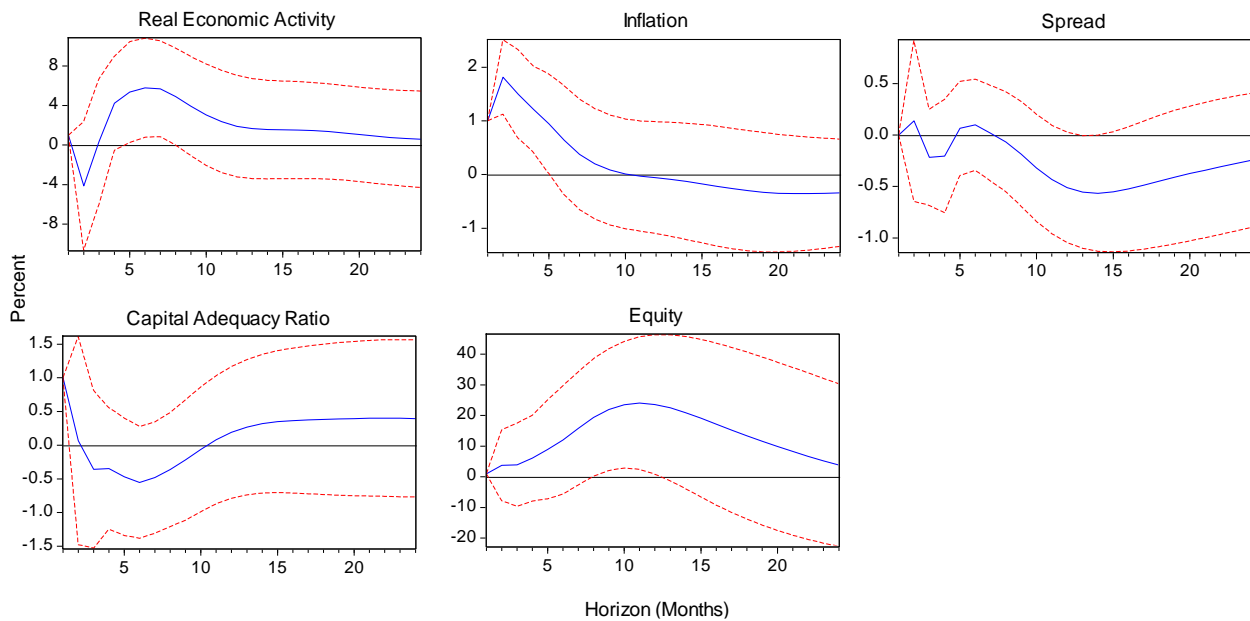 Real Economic Activity
Inflation
Spread
8
4
0
-4
-8
5 10 15 20
2
1
0
-1
5 10 15 20
0.5
0.0
-0.5
-1.0
5 10 15 20
Percent
Capital Adequacy Ratio
Equity
1.5
1.0
0.5
0.0
-0.5
-1.0
-1.5
5 10 15 20
40
30
20
10
0
-10
-20
5 10 15 20
Horizon (Months)